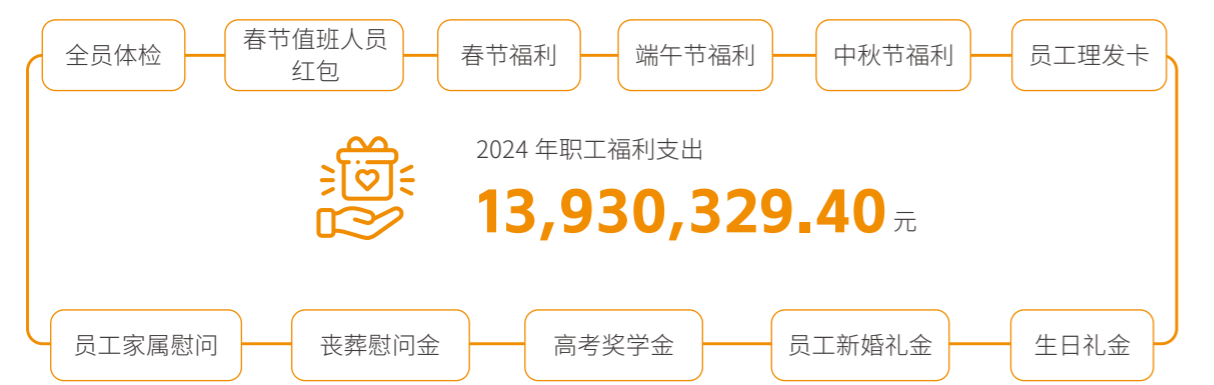 全员体检
春节值班人员
红包
春节福利
端午节福利
中秋节福利
员工理发卡
2024 年职工福利支出
13,930,329.40 元
员工家属慰问
丧葬慰问金
高考奖学金
员工新婚礼金
生日礼金